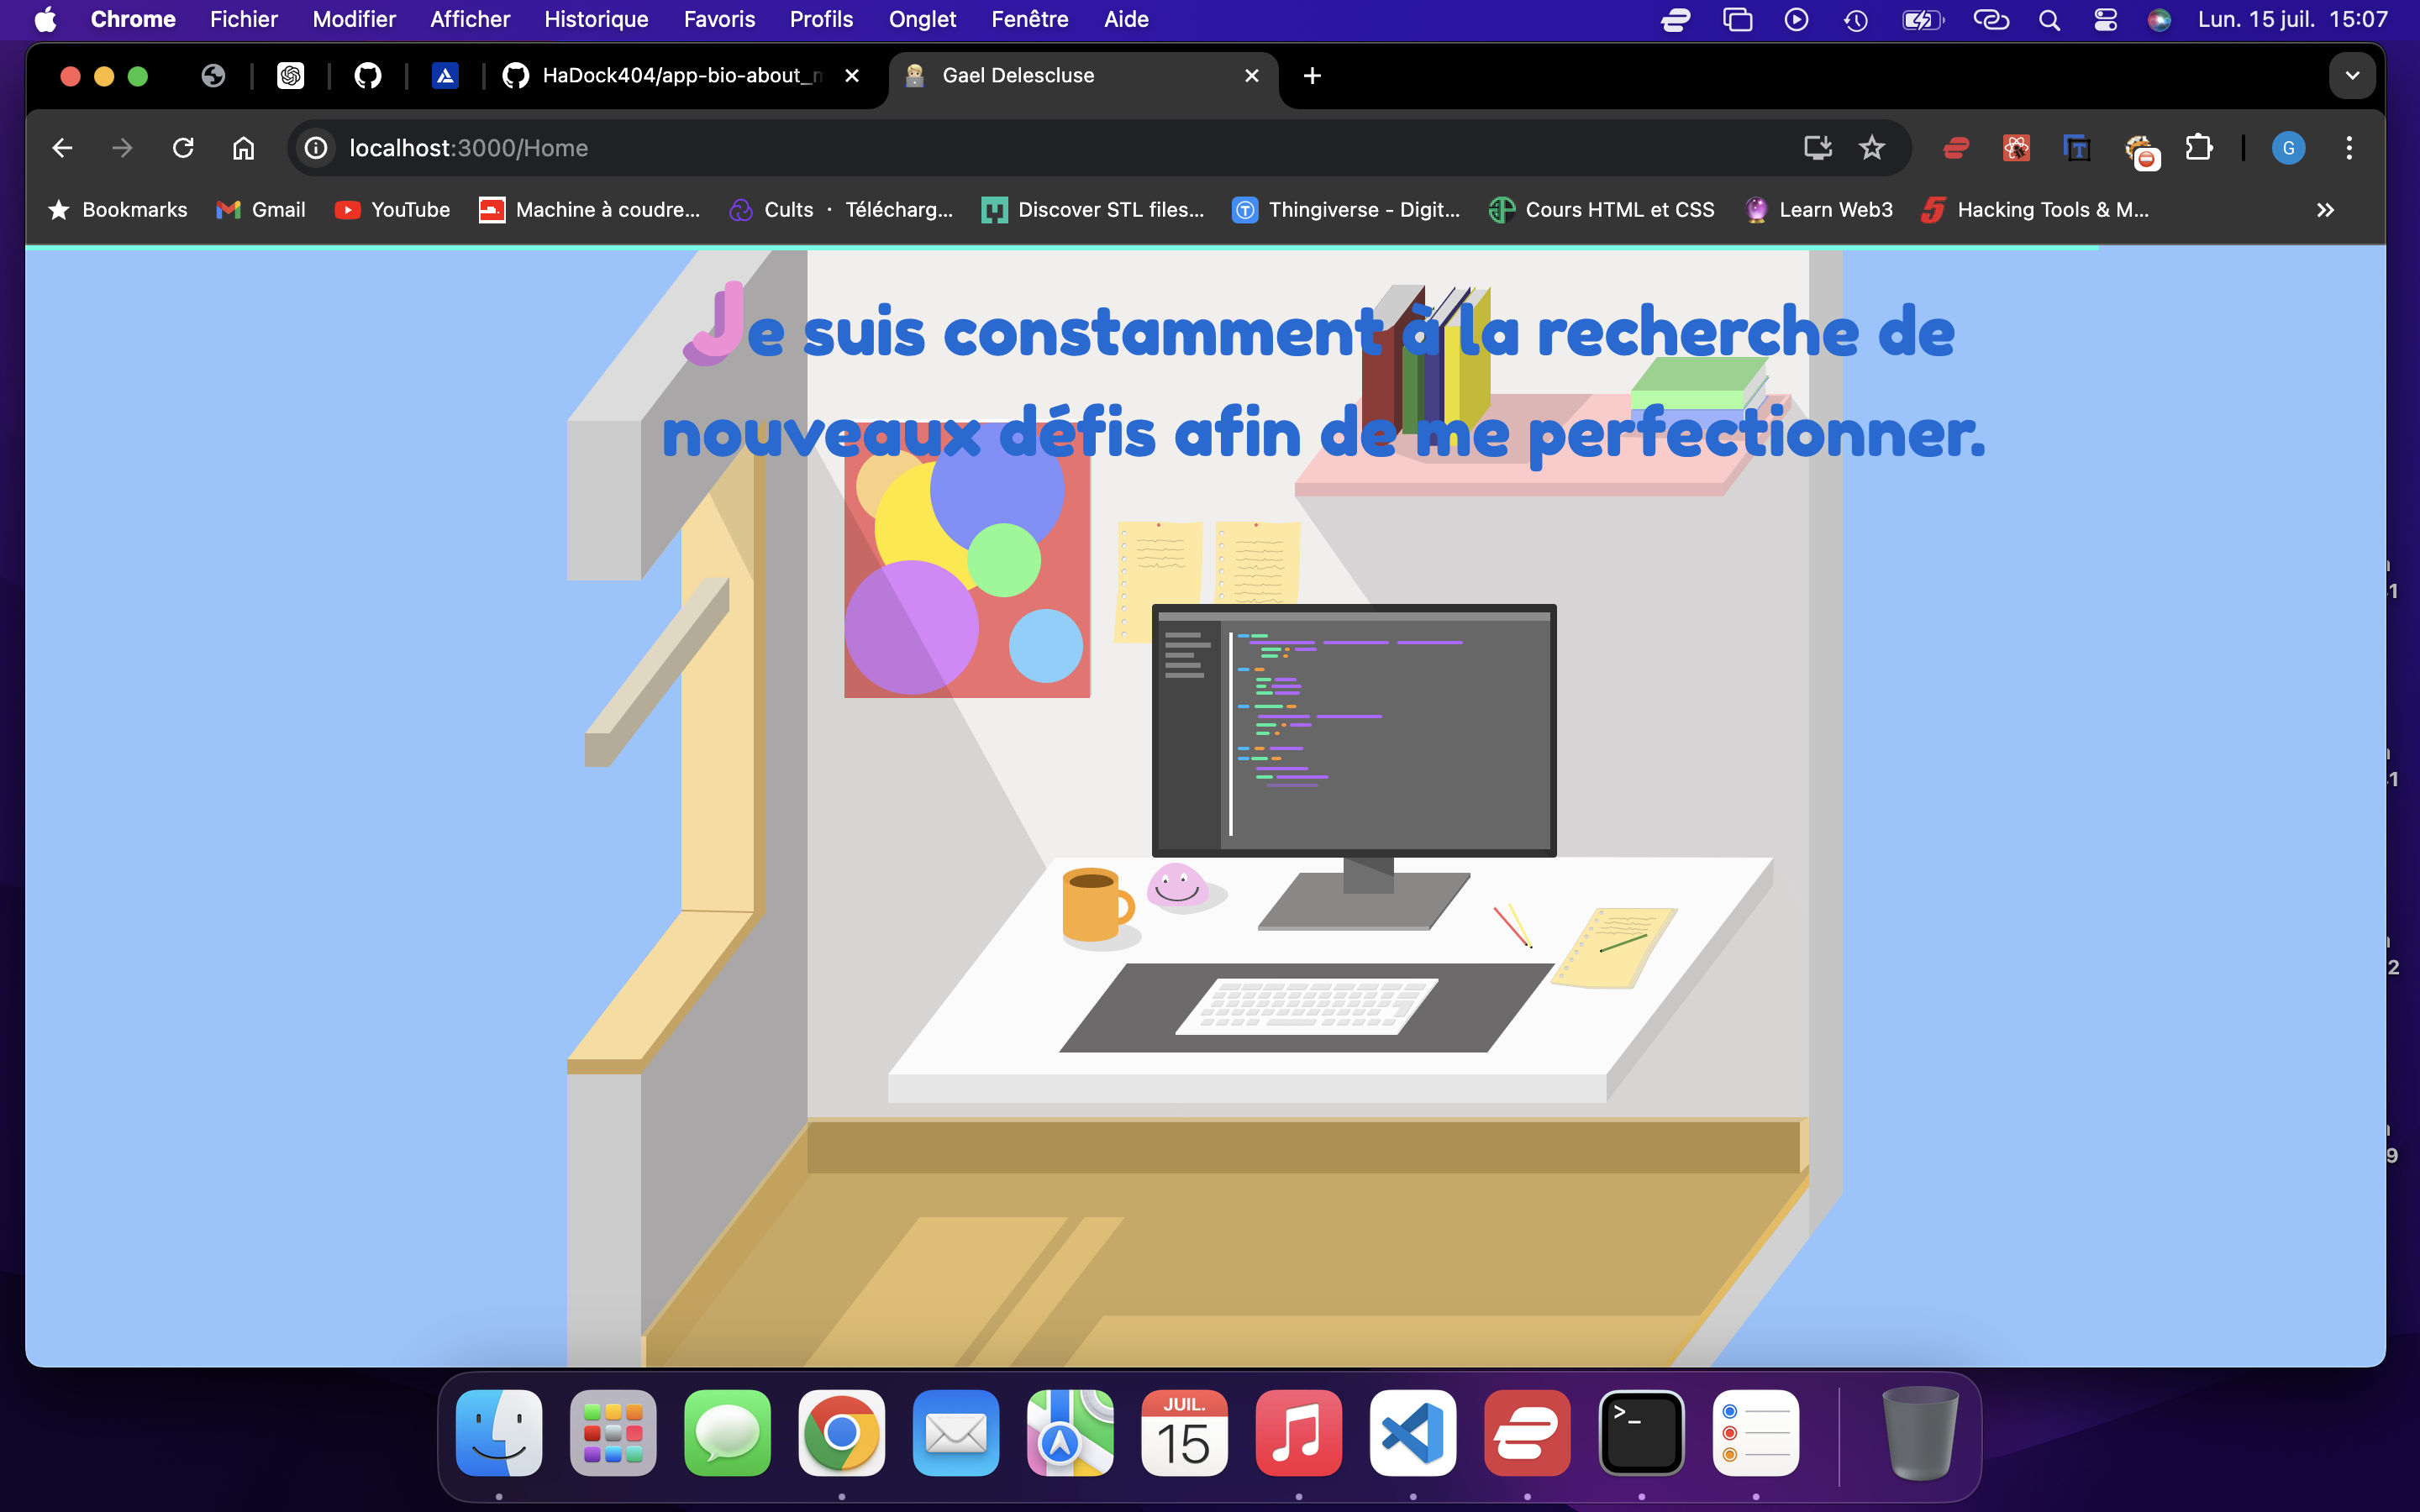 Chrome Fichier Modifier Afficher Historique Favoris Profils Onglet Fenêtre Aide Lun. 15 juil. 15:07
HaDock404/app-bio-about_ Gael Delescluse
localhost:3000/Home G
Bookmarks Gmail YouTube Machine à coudre... Cults · Télécharg... Discover STL files... Thingiverse - Digit... Cours HTML et CSS Learn Web3 Hacking Tools & M... »
Je suis constamment à la recherche de
nouveaux défis afin de me perfectionner.
JUIL.
15
>_